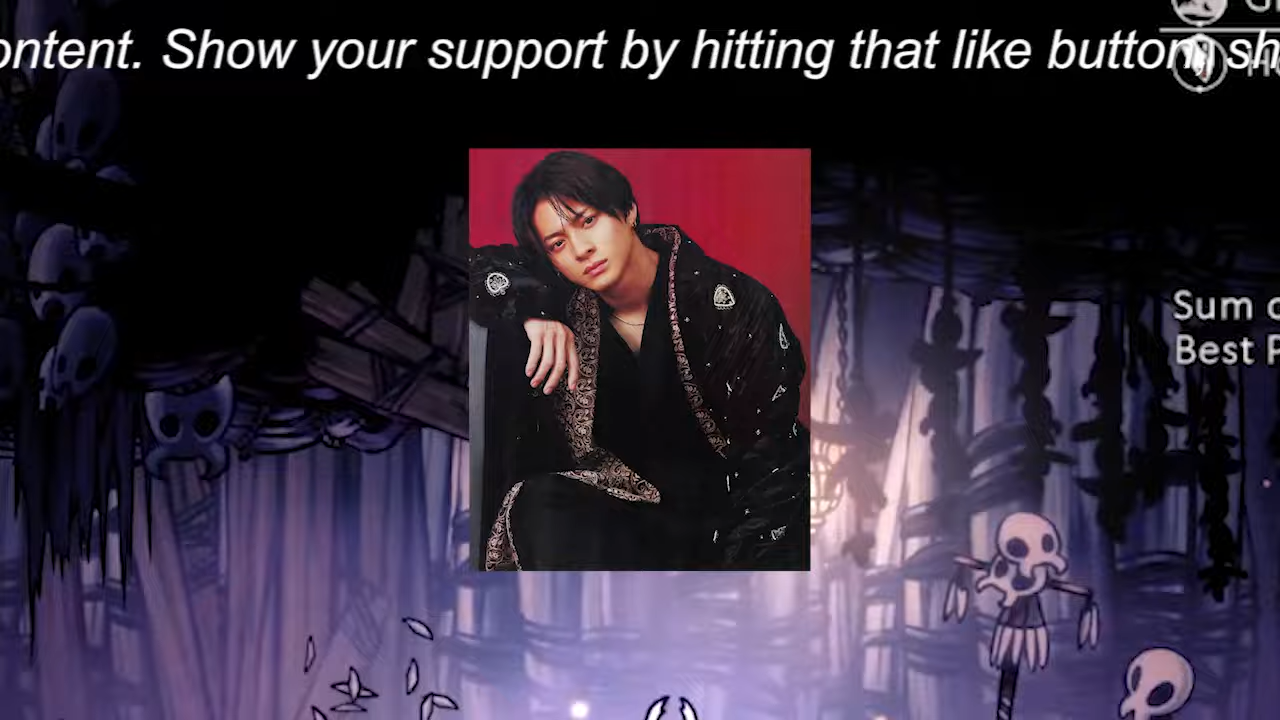 ontent. Show your support by hitting that like button, sh
Sum o
Best P